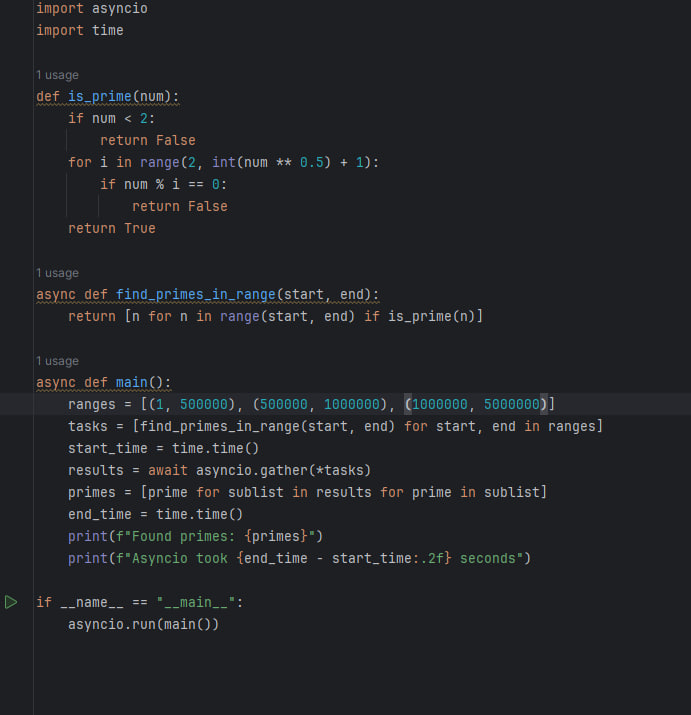 import asyncio
import time
1 usage
def is_prime(num):
    if num < 2:
        return False
    for i in range(2, int(num ** 0.5) + 1):
        if num % i == 0:
            return False
    return True
1 usage
async def find_primes_in_range(start, end):
    return [n for n in range(start, end) if is_prime(n)]
1 usage
async def main():
    ranges = [(1, 500000), (500000, 1000000), (1000000, 5000000)]
    tasks = [find_primes_in_range(start, end) for start, end in ranges]
    start_time = time.time()
    results = await asyncio.gather(*tasks)
    primes = [prime for sublist in results for prime in sublist]
    end_time = time.time()
    print(f"Found primes: {primes}")
    print(f"Asyncio took {end_time - start_time:.2f} seconds")
if __name__ == "__main__":
    asyncio.run(main())